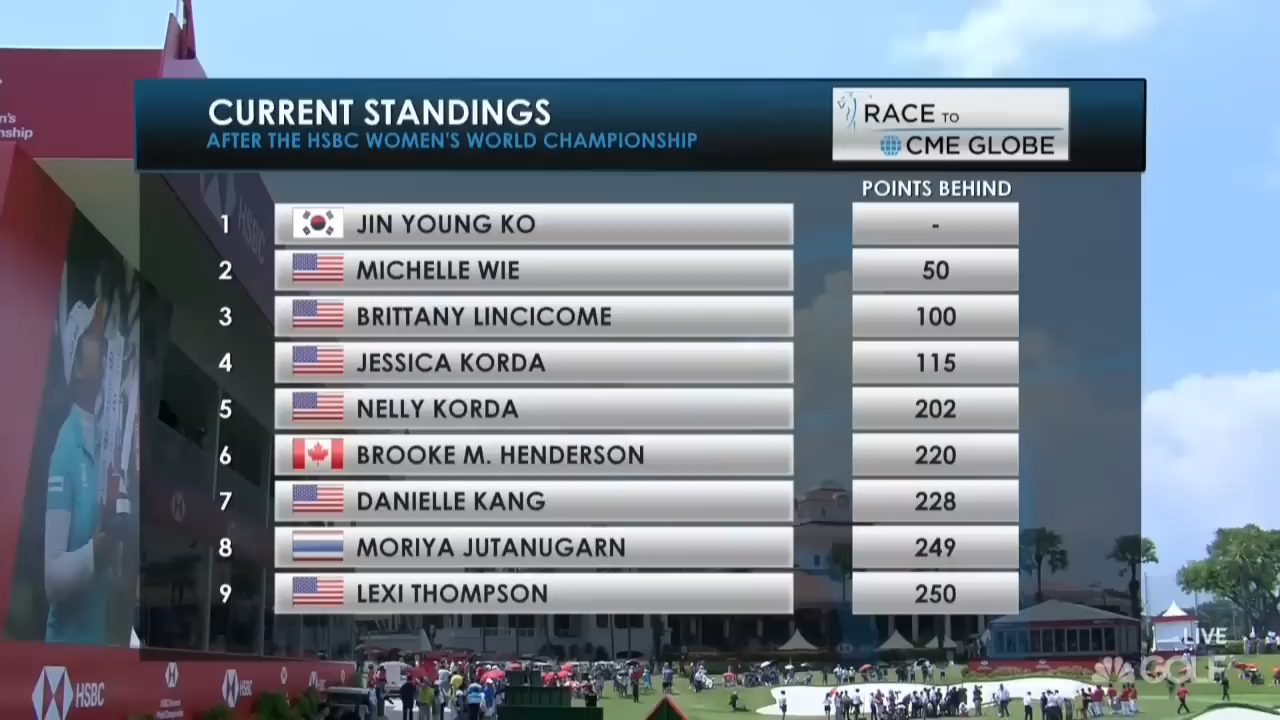 CURRENT STANDINGS
AFTER THE HSBC WOMEN'S WORLD CHAMPIONSHIP
RACE TO
CME GLOBE
POINTS BEHIND
1 JIN YOUNG KO -
2 MICHELLE WIE 50
3 BRITTANY LINCICOME 100
4 JESSICA KORDA 115
5 NELLY KORDA 202
6 BROOKE M. HENDERSON 220
7 DANIELLE KANG 228
8 MORIYA JUTANUGARN 249
9 LEXI THOMPSON 250
n's
nship
HSBC
LIVE
GOLF
HSBC
HSBC